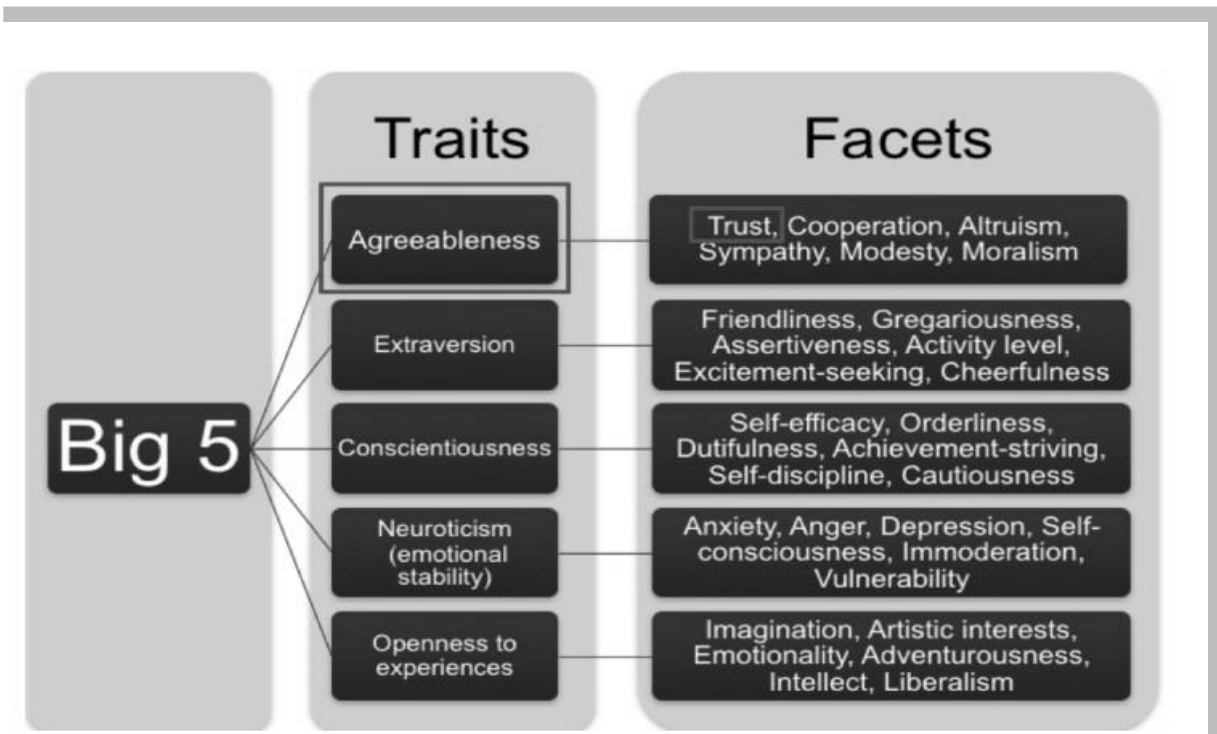 Traits
Facets
Big 5
Agreeableness
Trust, Cooperation, Altruism,
Sympathy, Modesty, Moralism
Extraversion
Friendliness, Gregariousness,
Assertiveness, Activity level,
Excitement-seeking, Cheerfulness
Conscientiousness
Self-efficacy, Orderliness,
Dutifulness, Achievement-striving,
Self-discipline, Cautiousness
Neuroticism
(emotional
stability)
Anxiety, Anger, Depression, Self-
consciousness, Immoderation,
Vulnerability
Openness to
experiences
Imagination, Artistic interests,
Emotionality, Adventurousness,
Intellect, Liberalism